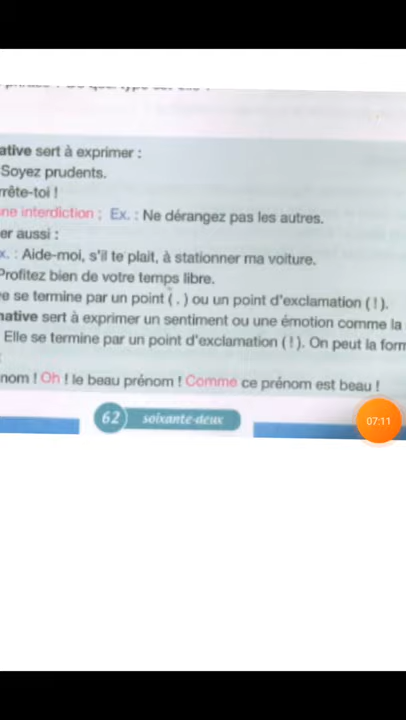 ative sert à exprimer :
Soyez prudents.
rrête-toi !
ne interdiction ; Ex. : Ne dérangez pas les autres.
er aussi :
x. : Aide-moi, s'il te plait, à stationner ma voiture.
Profitez bien de votre temps libre.
e se termine par un point ( . ) ou un point d'exclamation ( ! ).
native sert à exprimer un sentiment ou une émotion comme la
Elle se termine par un point d'exclamation ( ! ). On peut la form
nom ! Oh ! le beau prénom ! Comme ce prénom est beau !
62 soixante-deux
07:11